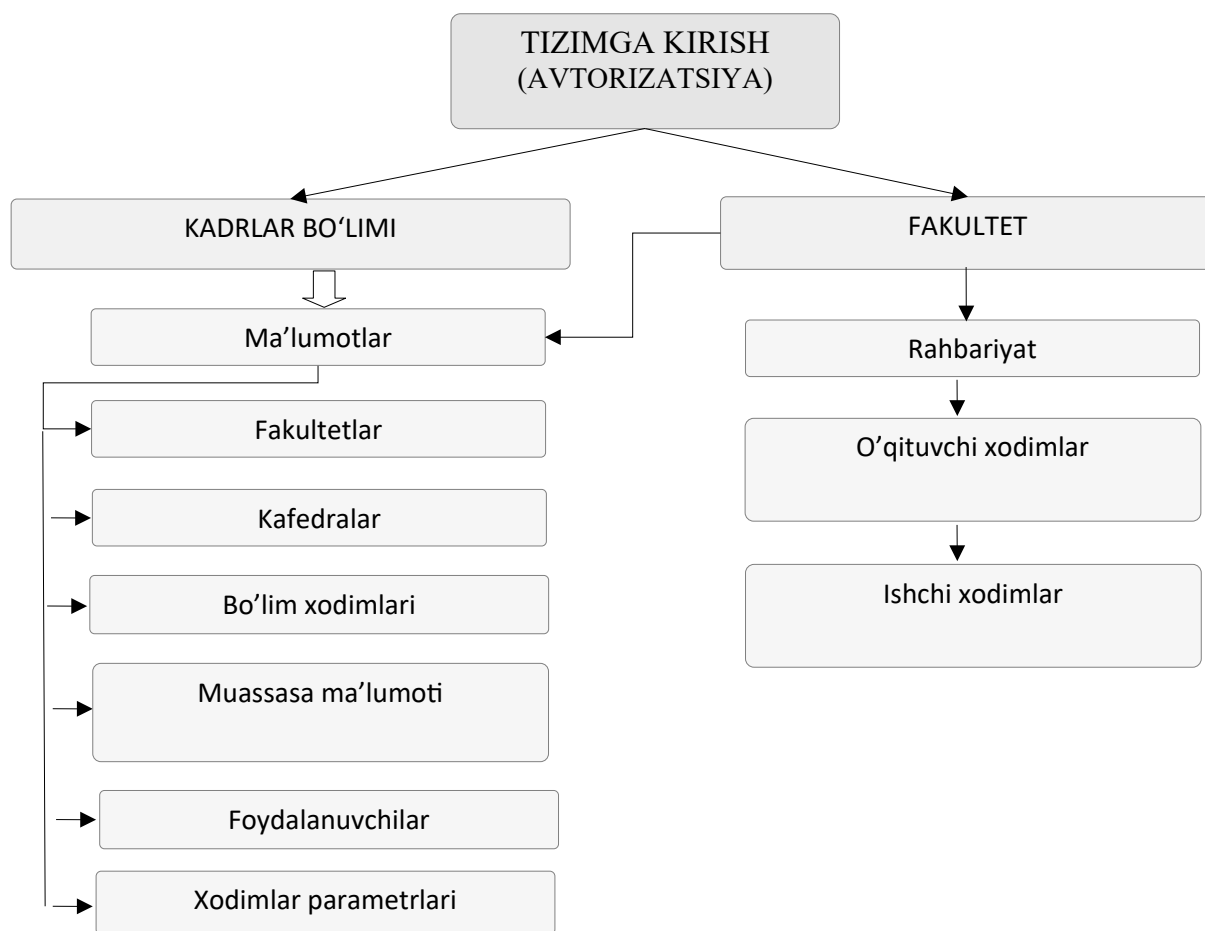 TIZIMGA KIRISH
(AVTORIZATSIYA)
KADRLAR BO‘LIMI
FAKULTET
Ma’lumotlar
Rahbariyat
Fakultetlar
O’qituvchi xodimlar
Kafedralar
Bo’lim xodimlari
Ishchi xodimlar
Muassasa ma’lumoti
Foydalanuvchilar
Xodimlar parametrlari